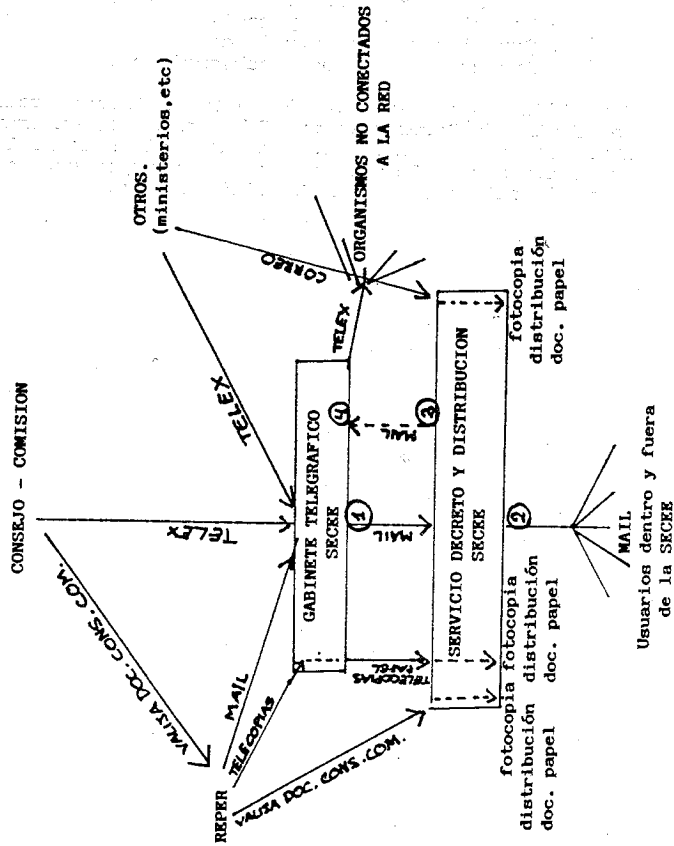 CONSEJO - COMISION
OTROS.
(ministerios,etc)
VALISA DOC. CONS. COM.
TELEX
TELEX
CORREO
REPER
MAIL
TELECOPIAS
VALISA DOC. CONS. COM.
GABINETE TELEGRAFICO
SECEE
TELEX
ORGANISMOS NO CONECTADOS
A LA RED
1
4
MAIL
MAIL
TELECOPIAS
PAPEL
3
SERVICIO DECRETO Y DISTRIBUCION
SECEE
2
fotocopia
distribución
doc. papel
fotocopia
distribución
doc. papel
fotocopia
distribución
doc. papel
MAIL
Usuarios dentro y fuera
de la SECEE